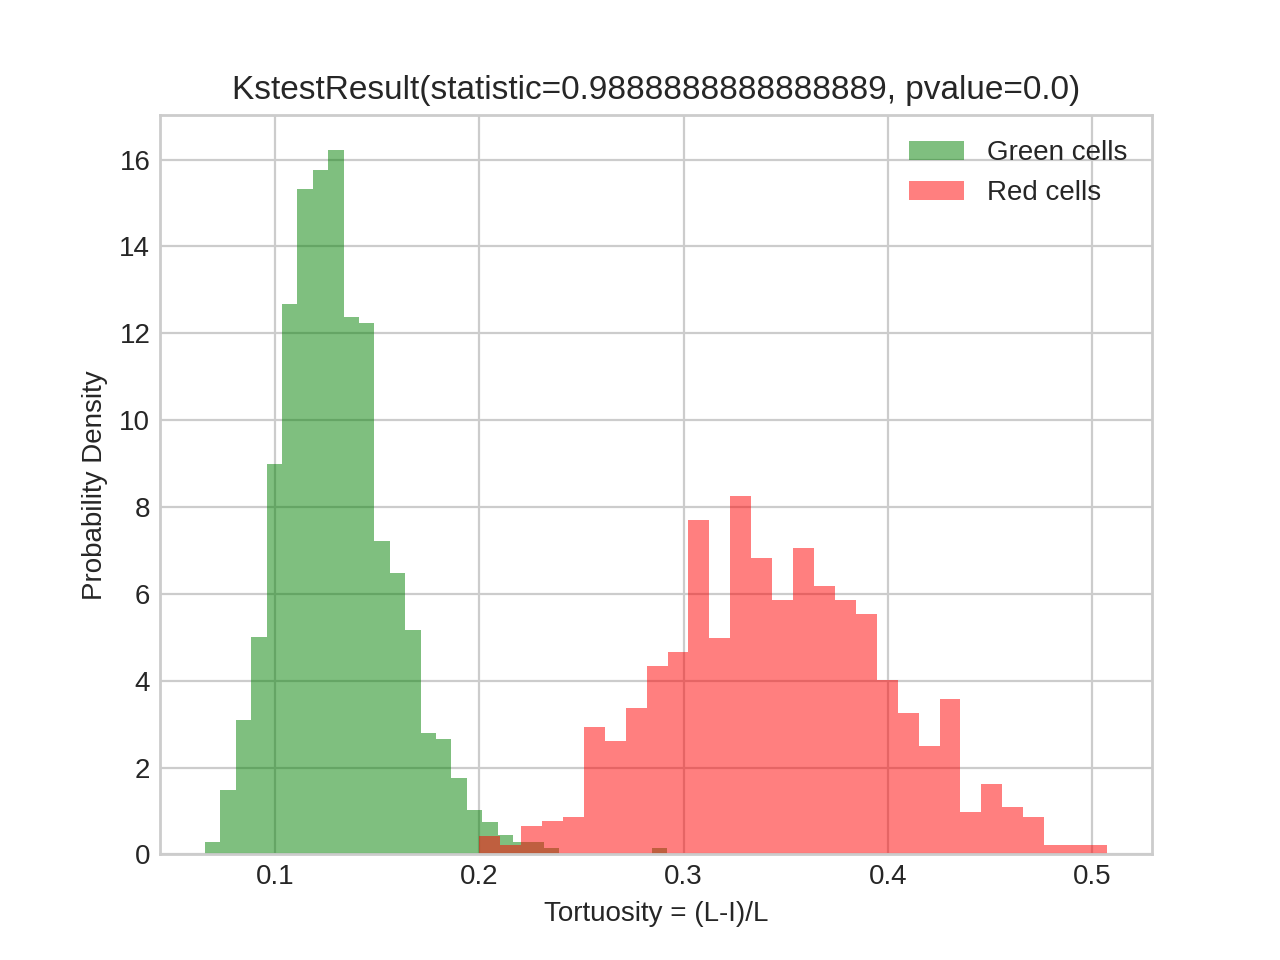 KstestResult(statistic=0.9888888888888889, pvalue=0.0)
Green cells
Red cells
Probability Density
16
14
12
10
8
6
4
2
0
0.1
0.2
0.3
0.4
0.5
Tortuosity = (L-I)/L